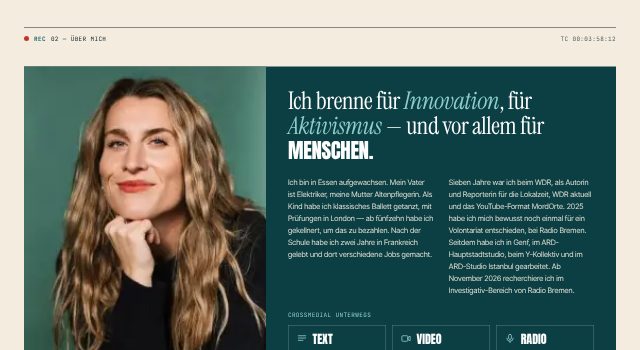 REC 02 — ÜBER MICH
TC 00:03:58:12
Ich brenne für Innovation, für
Aktivismus — und vor allem für
MENSCHEN.
Ich bin in Essen aufgewachsen. Mein Vater
ist Elektriker, meine Mutter Altenpflegerin. Als
Kind habe ich klassisches Ballett getanzt, mit
Prüfungen in London — ab fünfzehn habe ich
gekellnert, um das zu bezahlen. Nach der
Schule habe ich zwei Jahre in Frankreich
gelebt und dort verschiedene Jobs gemacht.
Sieben Jahre war ich beim WDR, als Autorin
und Reporterin für die Lokalzeit, WDR aktuell
und das YouTube-Format MordOrte. 2025
habe ich mich bewusst noch einmal für ein
Volontariat entschieden, bei Radio Bremen.
Seitdem habe ich in Genf, im ARD-
Hauptstadtstudio, beim Y-Kollektiv und im
ARD-Studio Istanbul gearbeitet. Ab
November 2026 recherchiere ich im
Investigativ-Bereich von Radio Bremen.
CROSSMEDIAL UNTERWEGS
TEXT
VIDEO
RADIO